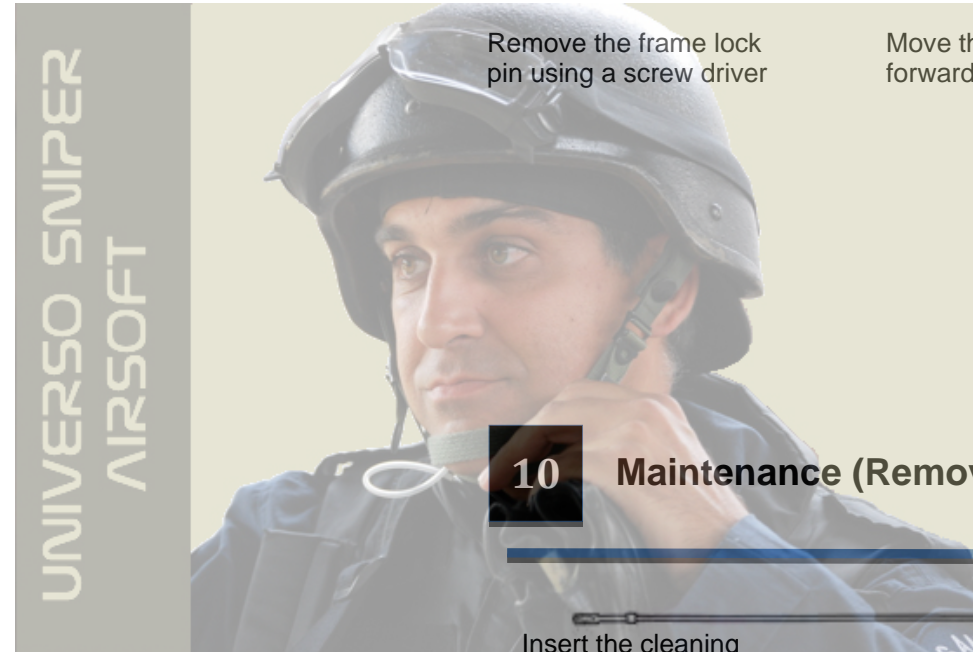 UNIVERSO SNIPER
AIRSOFT
Remove the frame lock
pin using a screw driver
Move th
forward
10
Maintenance (Remov
Insert the cleaning